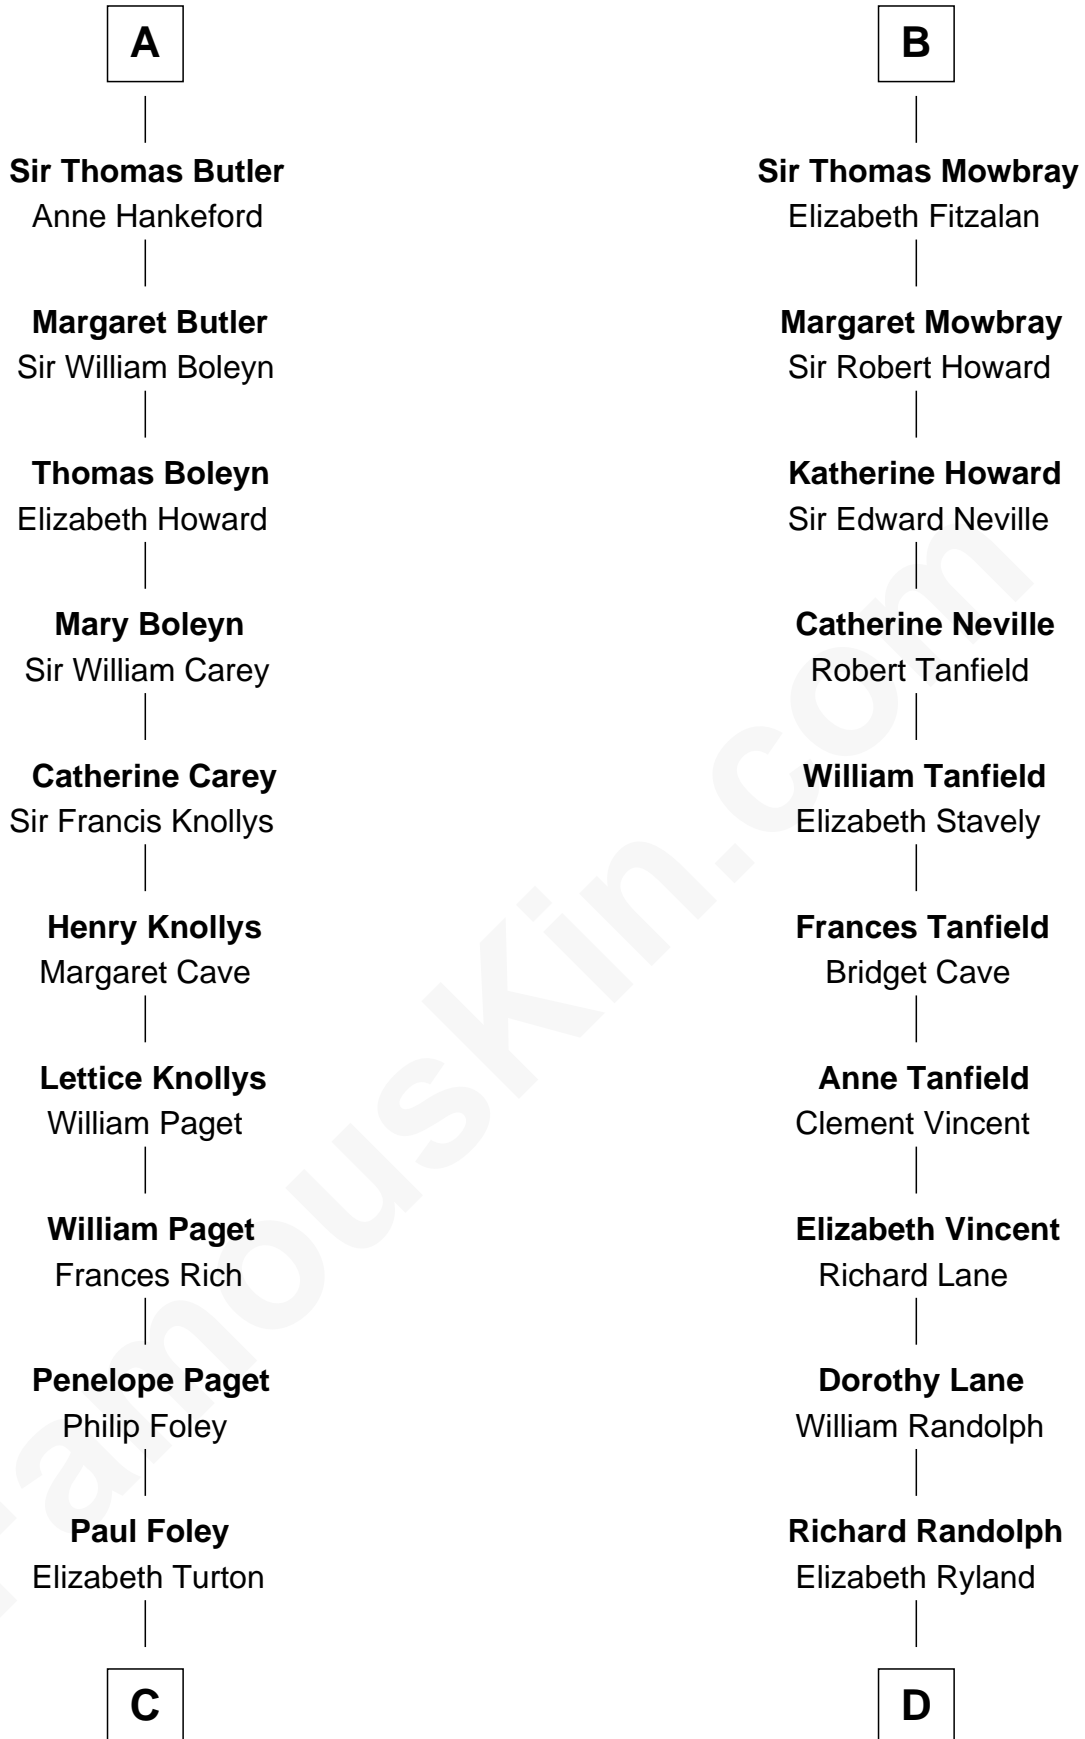 A
Sir Thomas Butler
Anne Hankeford
Margaret Butler
Sir William Boleyn
Thomas Boleyn
Elizabeth Howard
Mary Boleyn
Sir William Carey
Catherine Carey
Sir Francis Knollys
Henry Knollys
Margaret Cave
Lettice Knollys
William Paget
William Paget
Frances Rich
Penelope Paget
Philip Foley
Paul Foley
Elizabeth Turton
C
B
Sir Thomas Mowbray
Elizabeth Fitzalan
Margaret Mowbray
Sir Robert Howard
Katherine Howard
Sir Edward Neville
Catherine Neville
Robert Tanfield
William Tanfield
Elizabeth Stavely
Frances Tanfield
Bridget Cave
Anne Tanfield
Clement Vincent
Elizabeth Vincent
Richard Lane
Dorothy Lane
William Randolph
Richard Randolph
Elizabeth Ryland
D
FamousKin.com